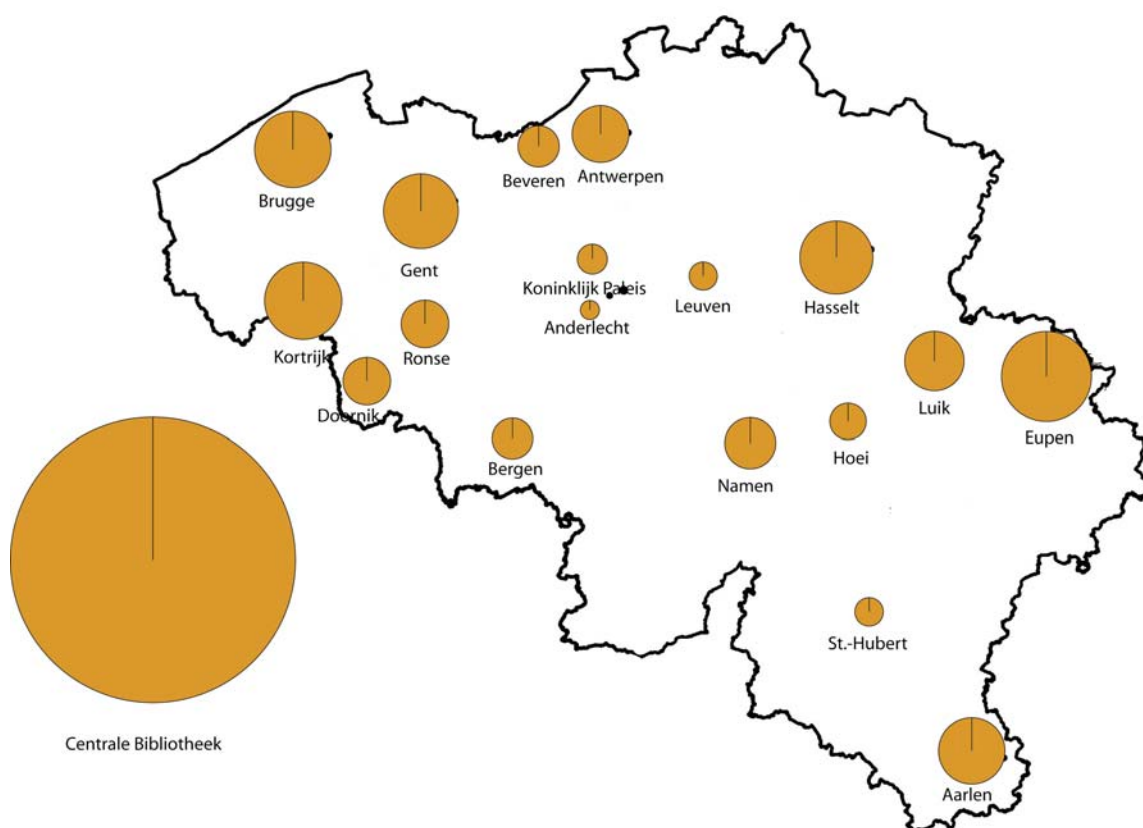 Beveren
Antwerpen
Brugge
Gent
Koninklijk Paleis
Leuven
Hasselt
Anderlecht
Kortrijk
Ronse
Doornik
Luik
Eupen
Bergen
Hoei
Namen
St.-Hubert
Centrale Bibliotheek
Aarlen